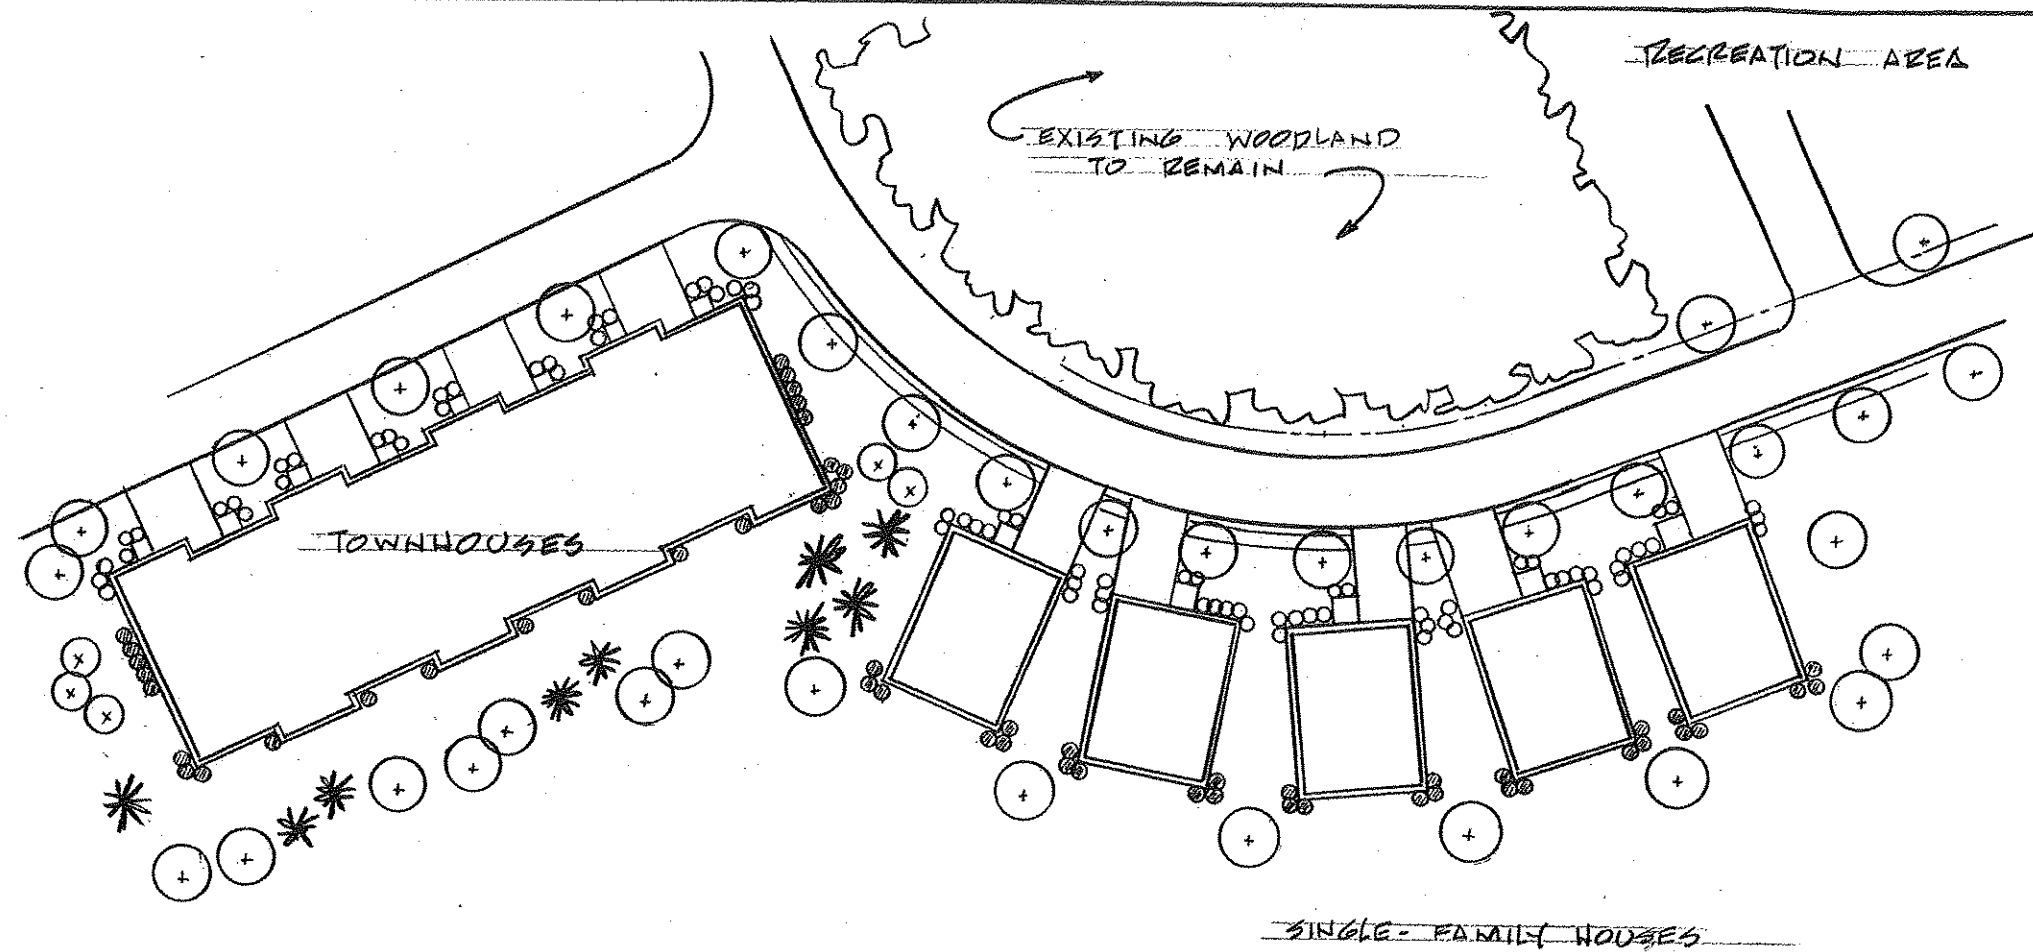 RECREATION AREA
EXISTING WOODLAND
TO REMAIN
TOWNHOUSES
SINGLE- FAMILY HOUSES